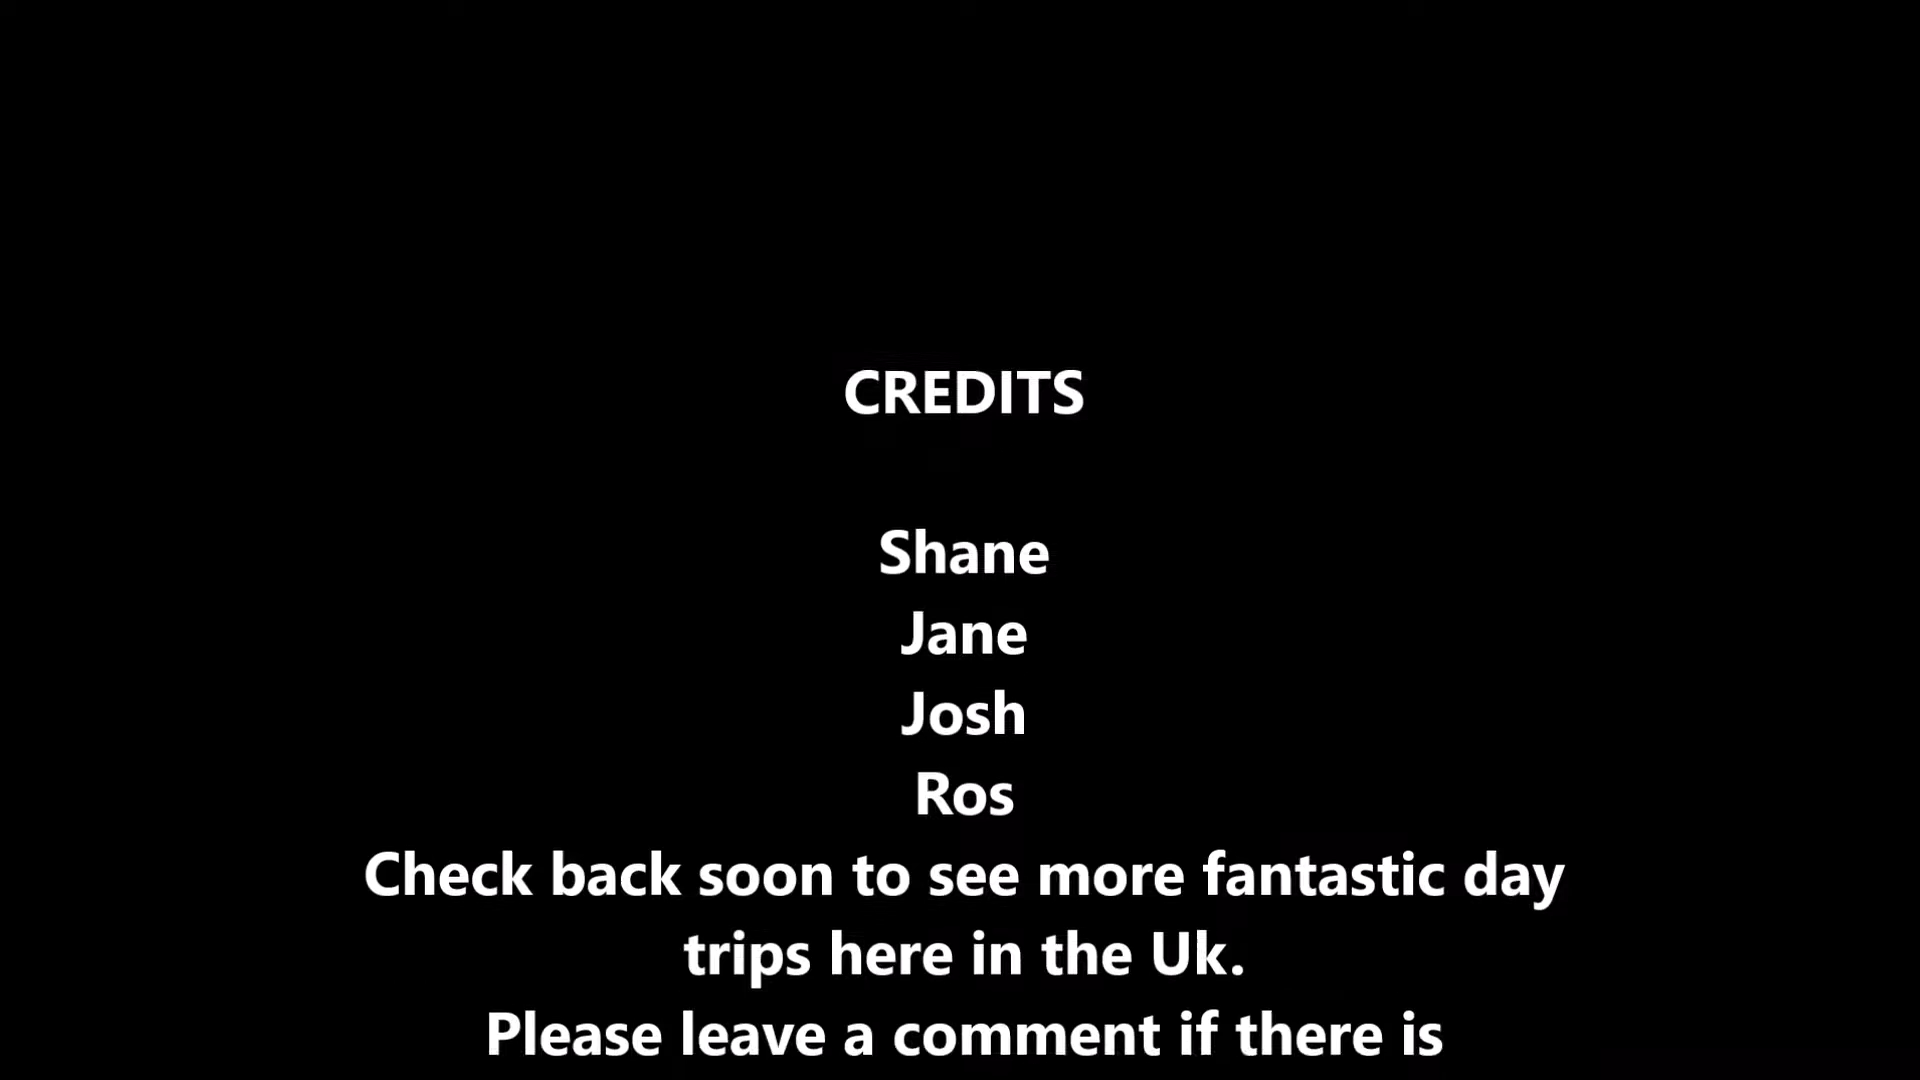 CREDITS
Shane
Jane
Josh
Ros
Check back soon to see more fantastic day
trips here in the Uk.
Please leave a comment if there is